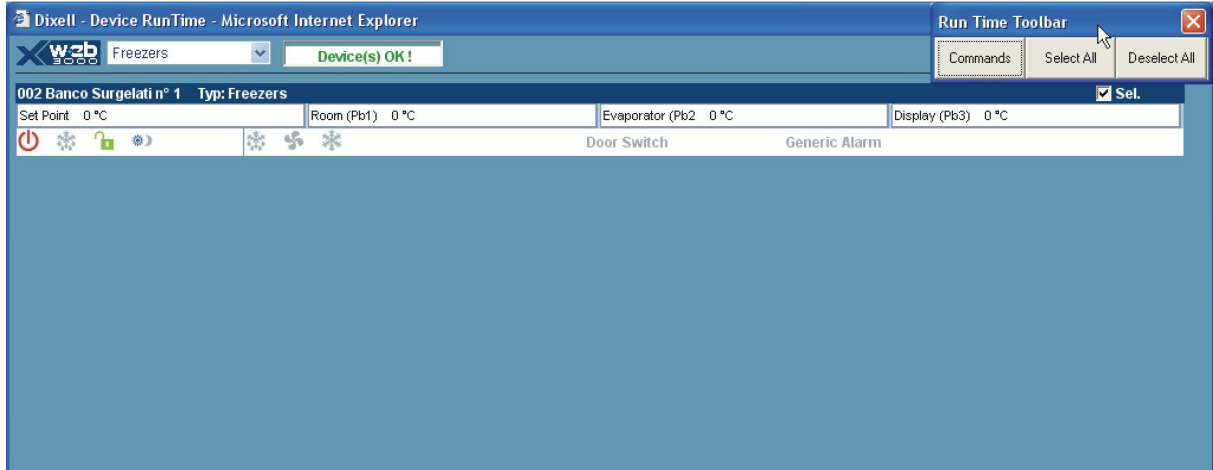 Dixell - Device RunTime - Microsoft Internet Explorer
Run Time Toolbar
XWEB 3000
Freezers
Device(s) OK !
Commands
Select All
Deselect All
002 Banco Surgelati n° 1 Typ: Freezers
Sel.
Set Point 0 °C
Room (Pb1) 0 °C
Evaporator (Pb2 0 °C
Display (Pb3) 0 °C
Door Switch
Generic Alarm